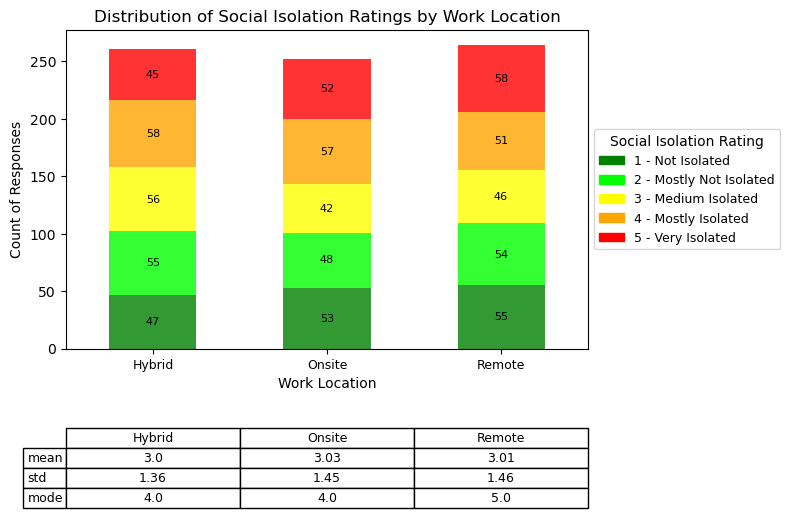 Distribution of Social Isolation Ratings by Work Location
Count of Responses
250
200
150
100
50
0
45
58
56
55
47
52
57
42
48
53
58
51
46
54
55
Hybrid Onsite Remote
Work Location
Social Isolation Rating
1 - Not Isolated
2 - Mostly Not Isolated
3 - Medium Isolated
4 - Mostly Isolated
5 - Very Isolated
Hybrid Onsite Remote
mean 3.0 3.03 3.01
std 1.36 1.45 1.46
mode 4.0 4.0 5.0